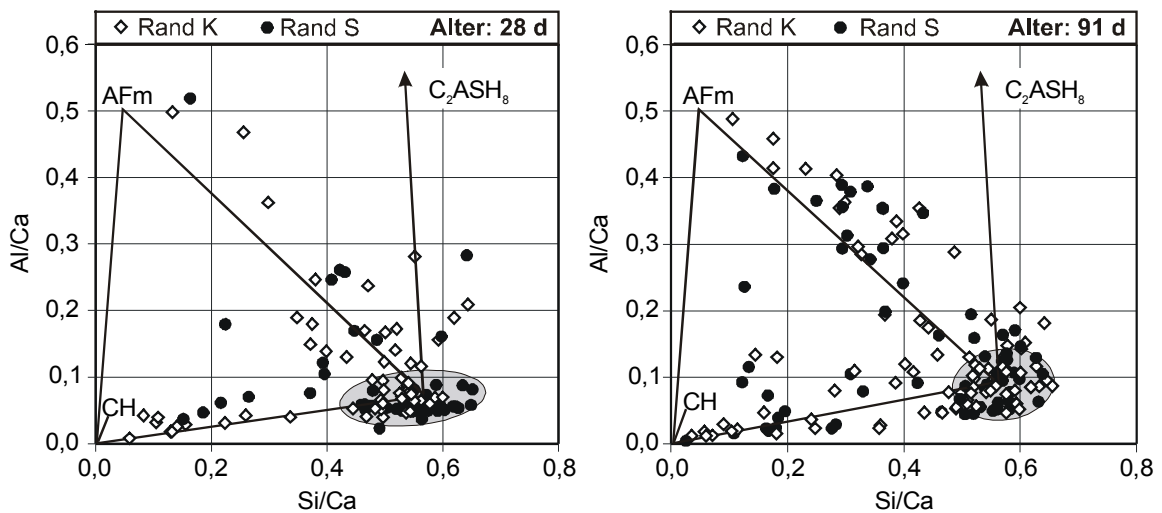 ◇ Rand K ● Rand S Alter: 28 d
0,6
0,5
0,4
0,3
0,2
0,1
0,0
Al/Ca
AFm
C₂ASH₈
CH
0,0 0,2 0,4 0,6 0,8
Si/Ca
◇ Rand K ● Rand S Alter: 91 d
0,6
0,5
0,4
0,3
0,2
0,1
0,0
Al/Ca
AFm
C₂ASH₈
CH
0,0 0,2 0,4 0,6 0,8
Si/Ca